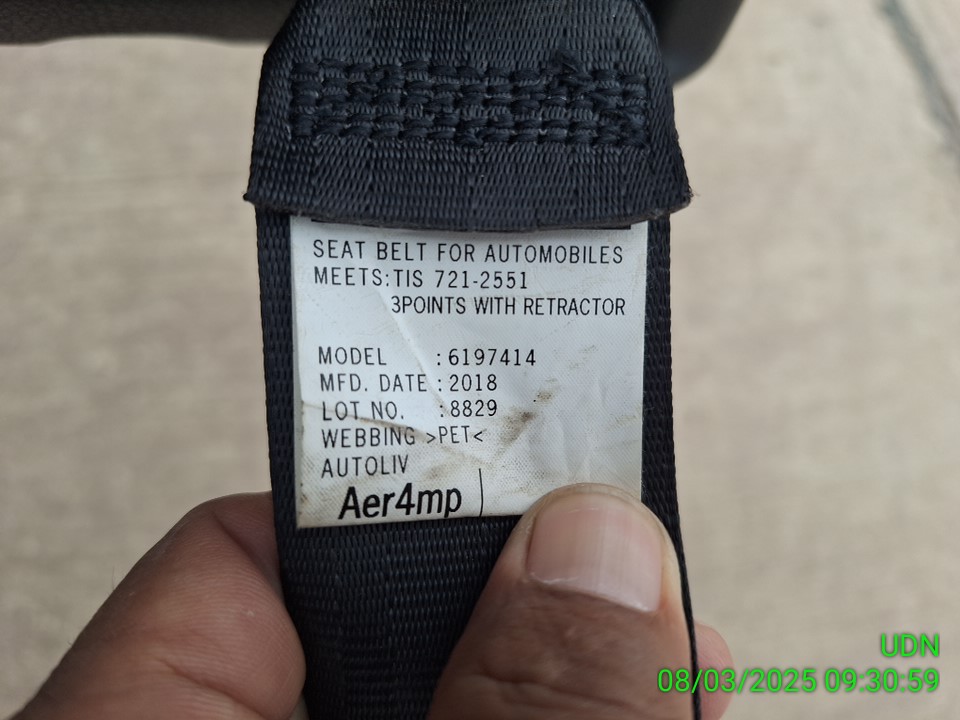 SEAT BELT FOR AUTOMOBILES
MEETS:TIS 721-2551
3POINTS WITH RETRACTOR
MODEL :6197414
MFD. DATE :2018
LOT NO. :8829
WEBBING >PET<
AUTOLIV
Aer4mp
UDN
08/03/2025 09:30:59